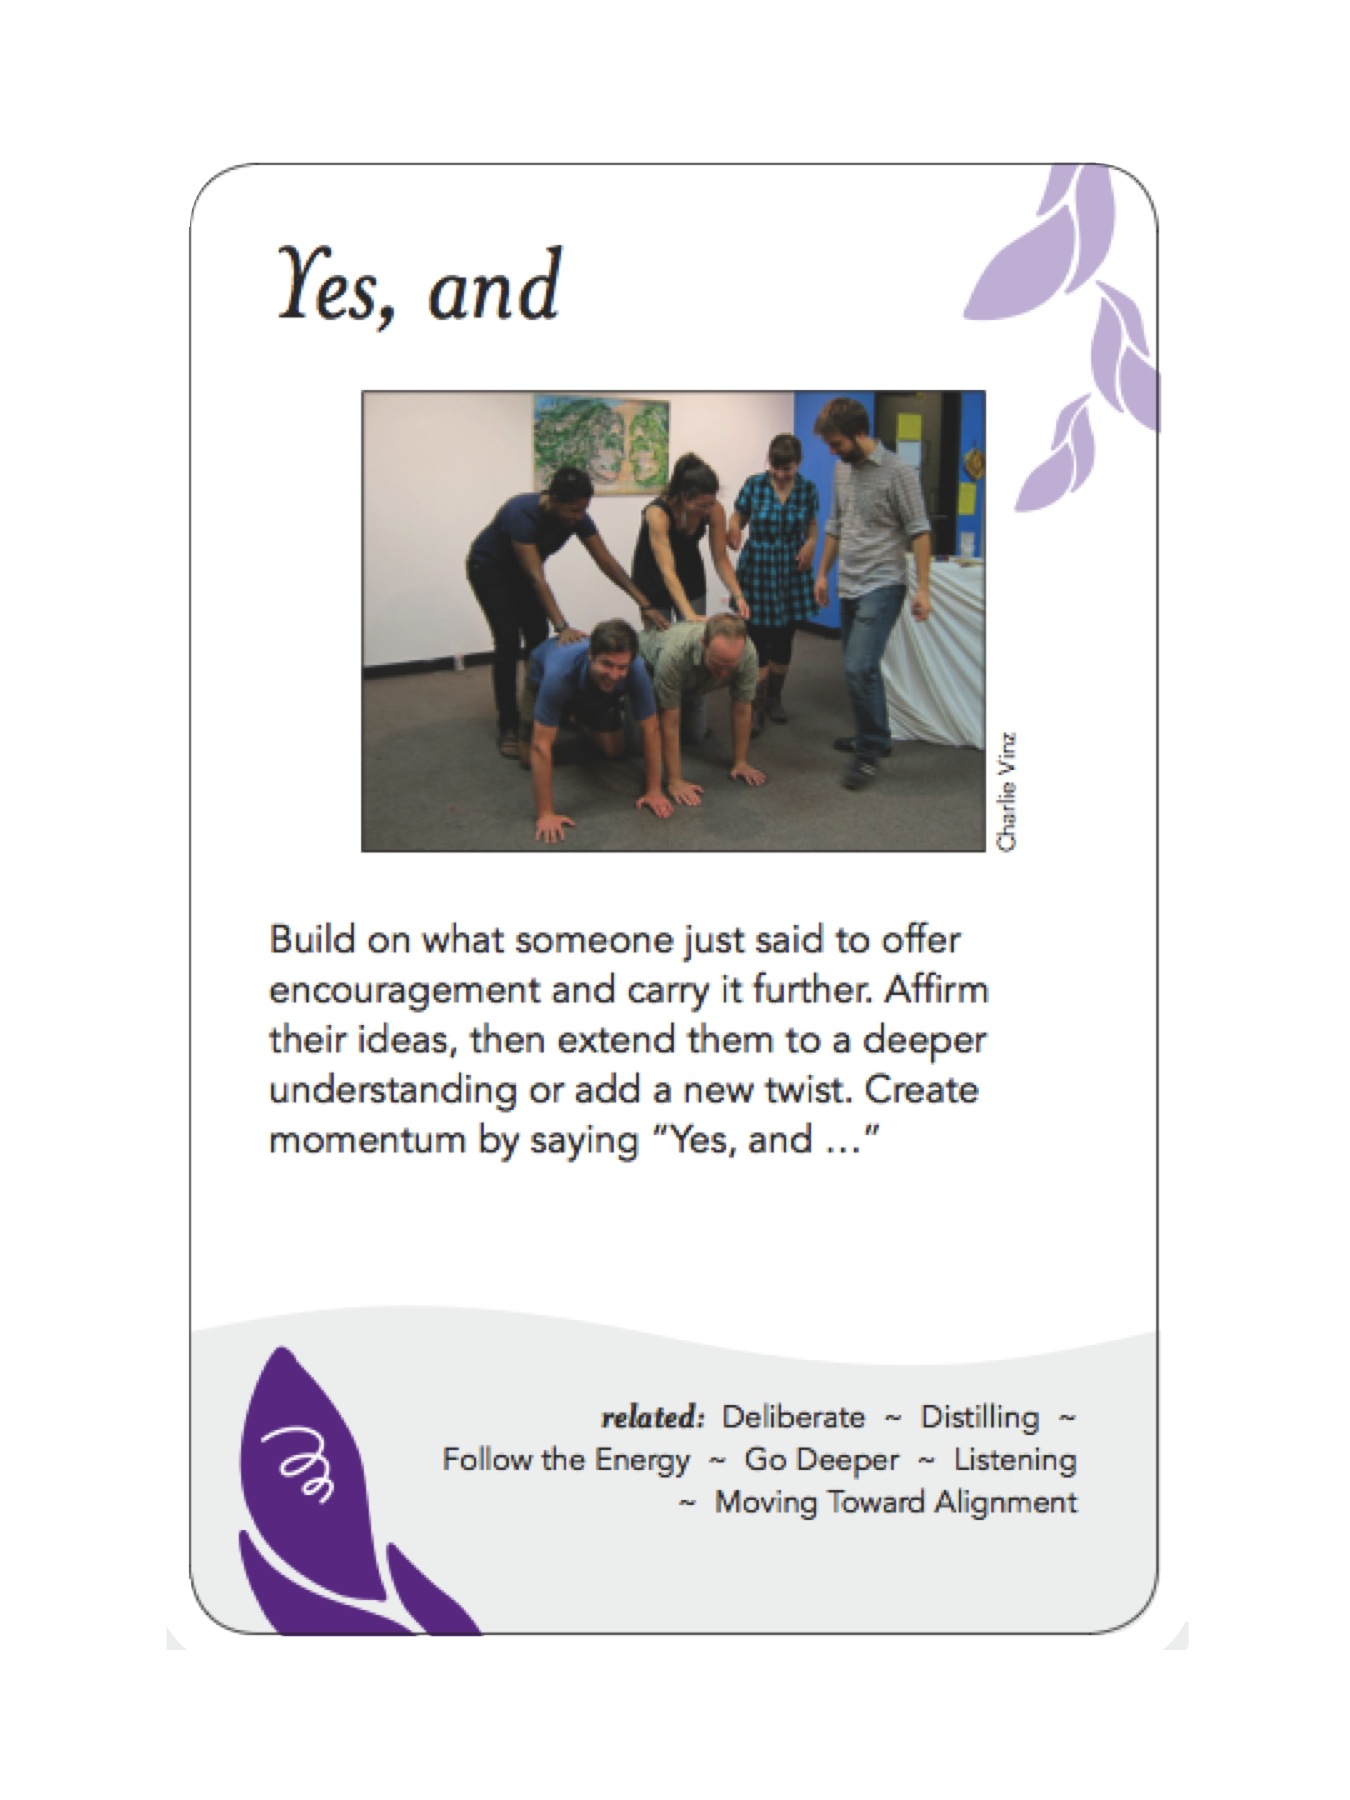 Yes, and
Charlie Vinz
Build on what someone just said to offer
encouragement and carry it further. Affirm
their ideas, then extend them to a deeper
understanding or add a new twist. Create
momentum by saying “Yes, and …”
related: Deliberate ~ Distilling ~
Follow the Energy ~ Go Deeper ~ Listening
~ Moving Toward Alignment